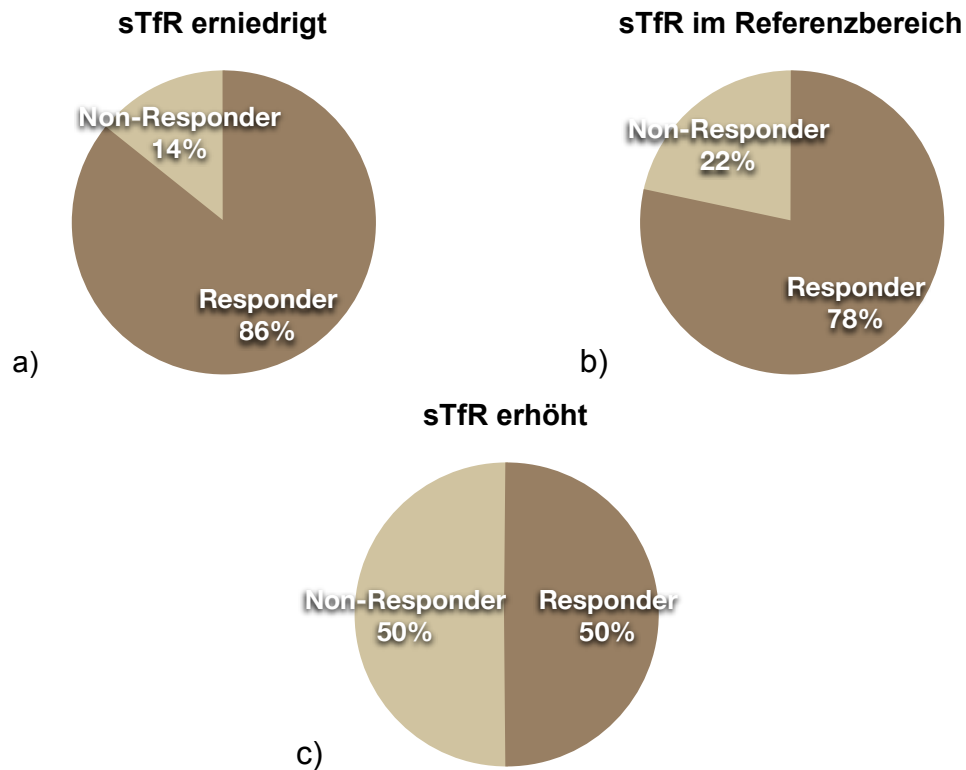 sTfR erniedrigt
Non-Responder
14%
Responder
86%
a)
sTfR im Referenzbereich
Non-Responder
22%
Responder
78%
b)
sTfR erhöht
Non-Responder
50%
Responder
50%
c)